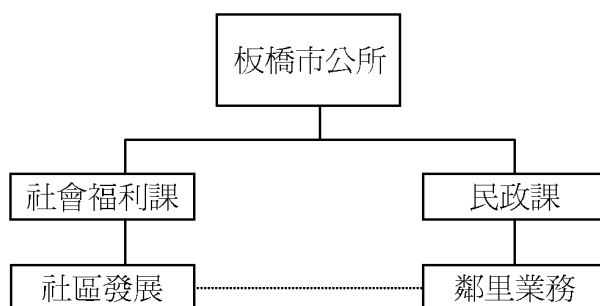 板橋市公所
社會福利課
民政課
社區發展
鄰里業務